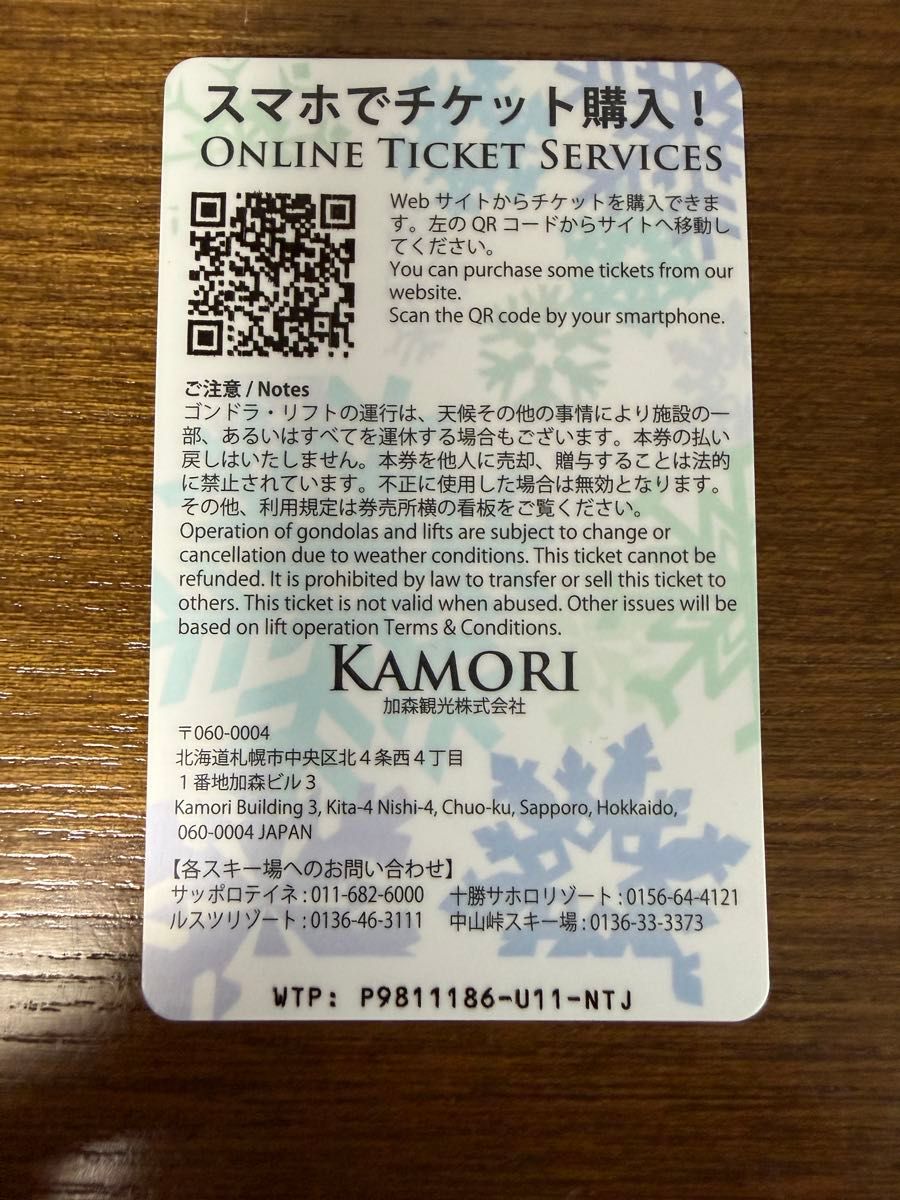 スマホでチケット購入！
ONLINE TICKET SERVICES
Web サイトからチケットを購入できま
す。左の QR コードからサイトへ移動し
てください。
You can purchase some tickets from our
website.
Scan the QR code by your smartphone.
ご注意 / Notes
ゴンドラ・リフトの運行は、天候その他の事情により施設の一
部、あるいはすべてを運休する場合もございます。本券の払い
戻しはいたしません。本券を他人に売却、贈与することは法的
に禁止されています。不正に使用した場合は無効となります。
その他、利用規定は券売所横の看板をご覧ください。
Operation of gondolas and lifts are subject to change or
cancellation due to weather conditions. This ticket cannot be
refunded. It is prohibited by law to transfer or sell this ticket to
others. This ticket is not valid when abused. Other issues will be
based on lift operation Terms & Conditions.
KAMORI
加森観光株式会社
〒060-0004
北海道札幌市中央区北４条西４丁目
１番地加森ビル３
Kamori Building 3, Kita-4 Nishi-4, Chuo-ku, Sapporo, Hokkaido,
060-0004 JAPAN
【各スキー場へのお問い合わせ】
サッポロテイネ : 011-682-6000 十勝サホロリゾート : 0156-64-4121
ルスツリゾート : 0136-46-3111 中山峠スキー場 : 0136-33-3373
WTP: P9811186-U11-NTJ